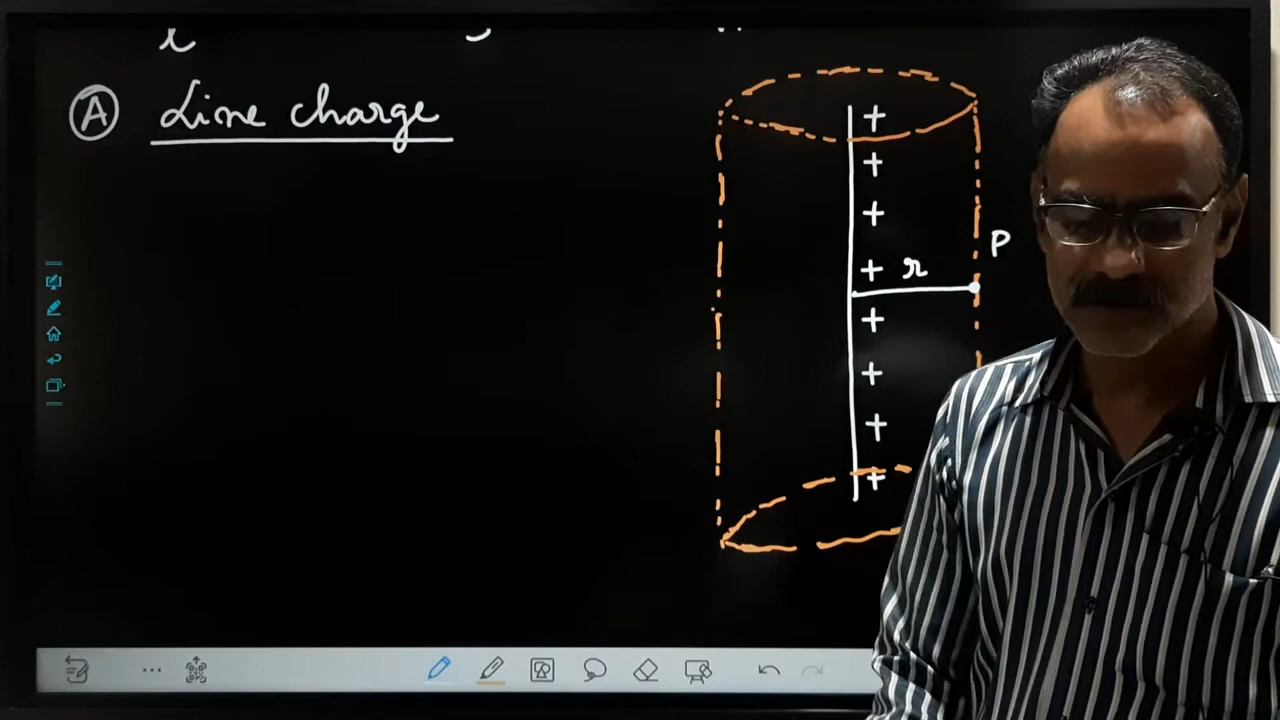 A Line charge
+
+
+
P
+ r
+
+
+
+